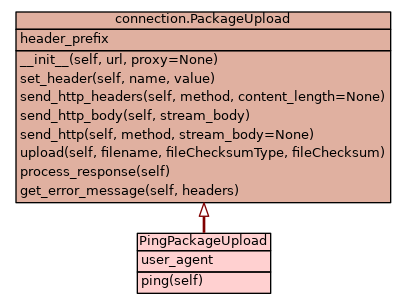 connection.PackageUpload
header_prefix
__init__(self, url, proxy=None)
set_header(self, name, value)
send_http_headers(self, method, content_length=None)
send_http_body(self, stream_body)
send_http(self, method, stream_body=None)
upload(self, filename, fileChecksumType, fileChecksum)
process_response(self)
get_error_message(self, headers)
PingPackageUpload
user_agent
ping(self)